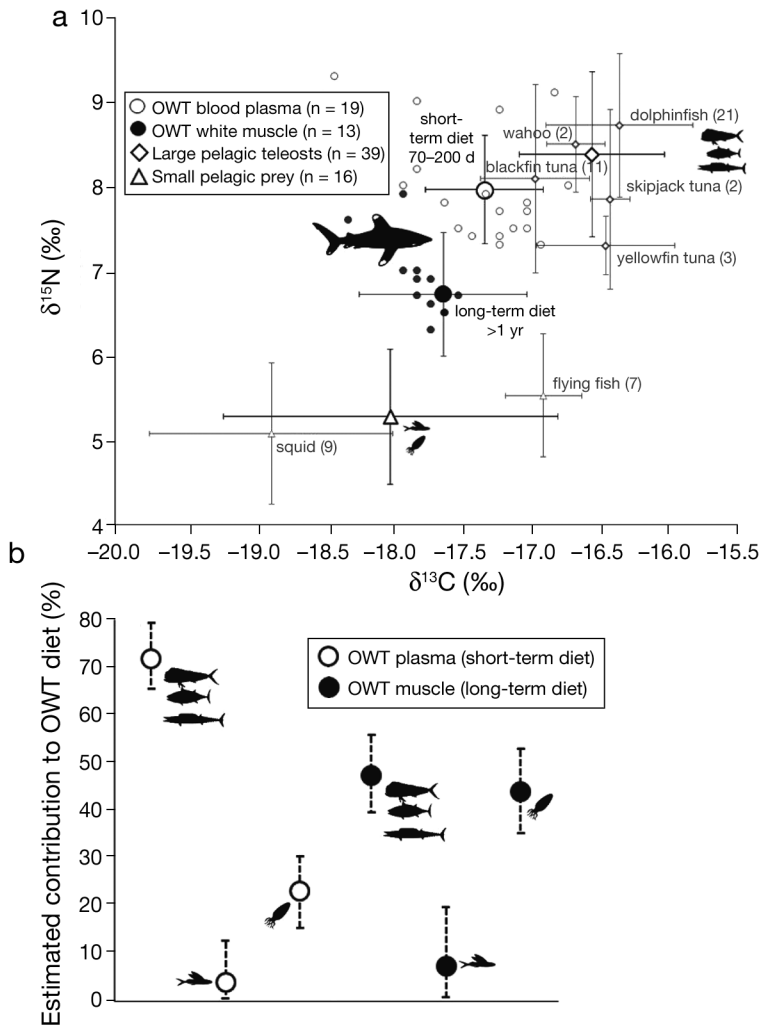 a
10
9
8
7
6
5
4
δ15N (‰)
OWT blood plasma (n = 19)
OWT white muscle (n = 13)
Large pelagic teleosts (n = 39)
Small pelagic prey (n = 16)
short-
term diet
70–200 d
wahoo (2)
dolphinfish (21)
blackfin tuna (11)
skipjack tuna (2)
yellowfin tuna (3)
long-term diet
>1 yr
flying fish (7)
squid (9)
–20.0 –19.5 –19.0 –18.5 –18.0 –17.5 –17.0 –16.5 –16.0 –15.5
δ13C (‰)
b
Estimated contribution to OWT diet (%)
80
70
60
50
40
30
20
10
0
OWT plasma (short-term diet)
OWT muscle (long-term diet)